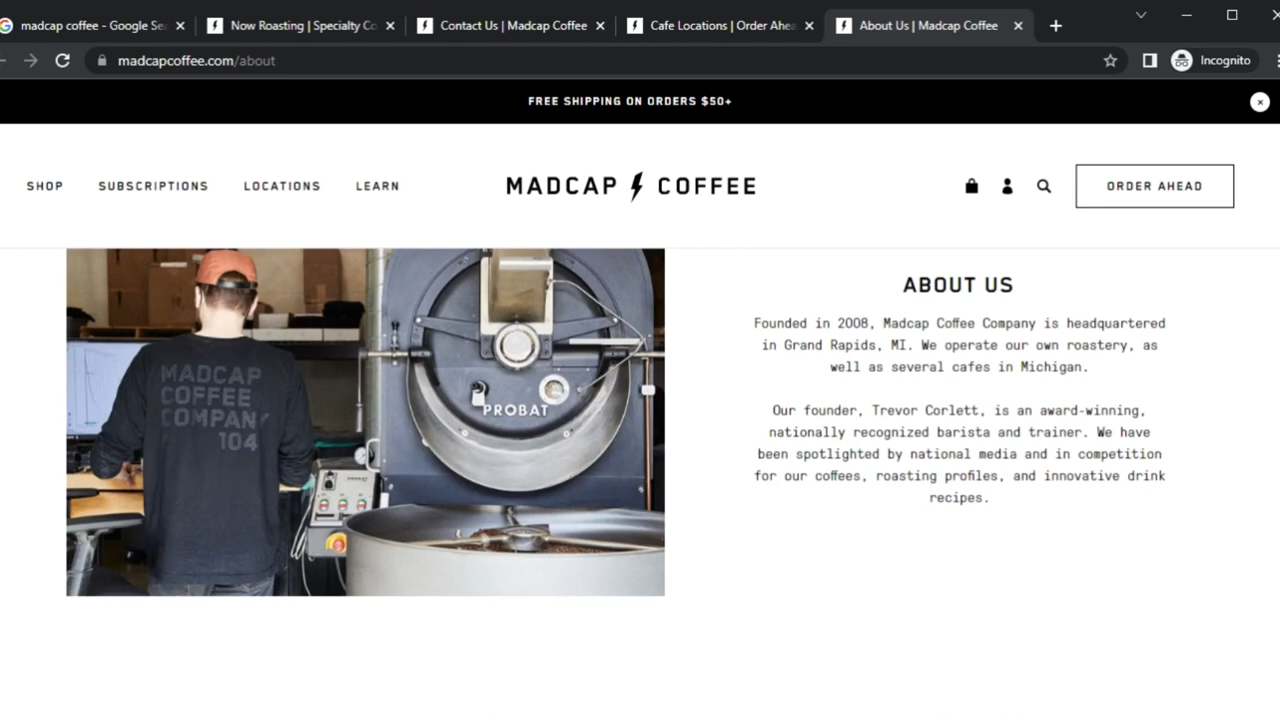 madcap coffee - Google Se
Now Roasting | Specialty Co
Contact Us | Madcap Coffee
Cafe Locations | Order Ahea
About Us | Madcap Coffee
madcapcoffee.com/about
Incognito
FREE SHIPPING ON ORDERS $50+
SHOP
SUBSCRIPTIONS
LOCATIONS
LEARN
MADCAP COFFEE
ORDER AHEAD
MADCAP
COFFEE
COMPANY
104
PROBAT
ABOUT US
Founded in 2008, Madcap Coffee Company is headquartered
in Grand Rapids, MI. We operate our own roastery, as
well as several cafes in Michigan.
Our founder, Trevor Corlett, is an award-winning,
nationally recognized barista and trainer. We have
been spotlighted by national media and in competition
for our coffees, roasting profiles, and innovative drink
recipes.